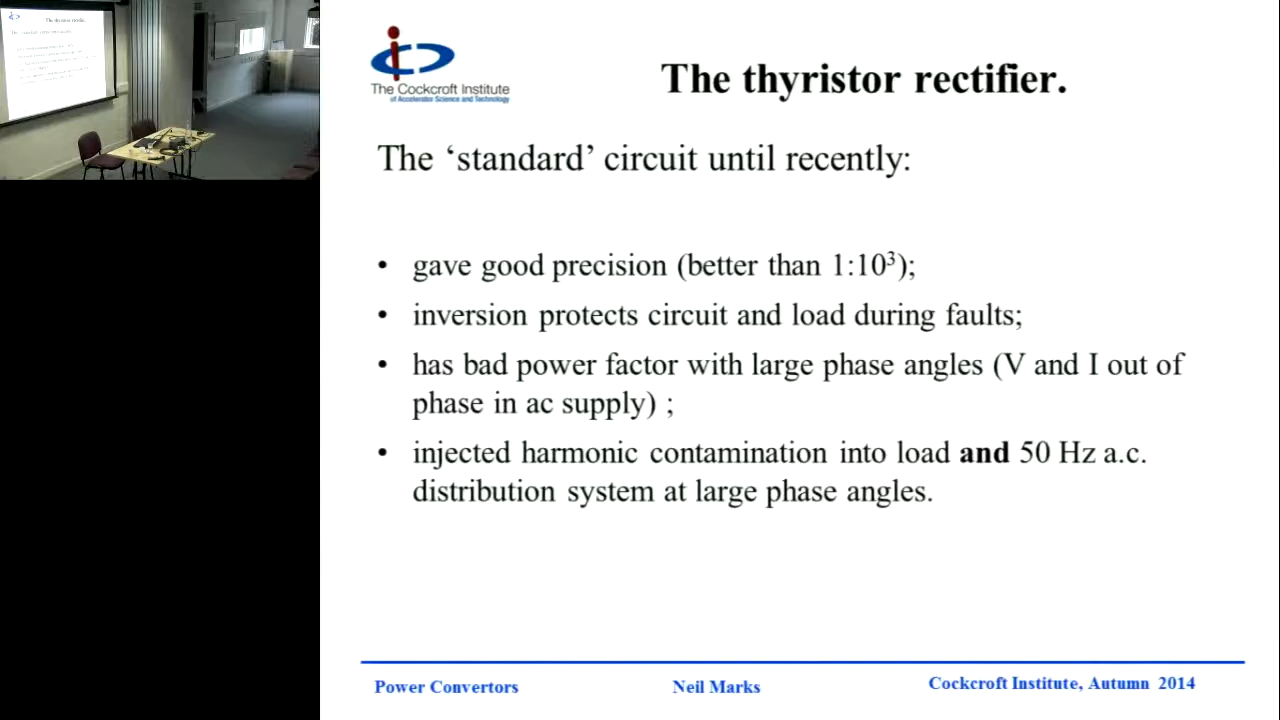 The thyristor rectifier.
The Cockcroft Institute
of Accelerator Science and Technology
The thyristor rectifier.
The ‘standard’ circuit until recently:
• gave good precision (better than 1:10³);
• inversion protects circuit and load during faults;
• has bad power factor with large phase angles (V and I out of
phase in ac supply) ;
• injected harmonic contamination into load and 50 Hz a.c.
distribution system at large phase angles.
Power Convertors
Neil Marks
Cockcroft Institute, Autumn 2014